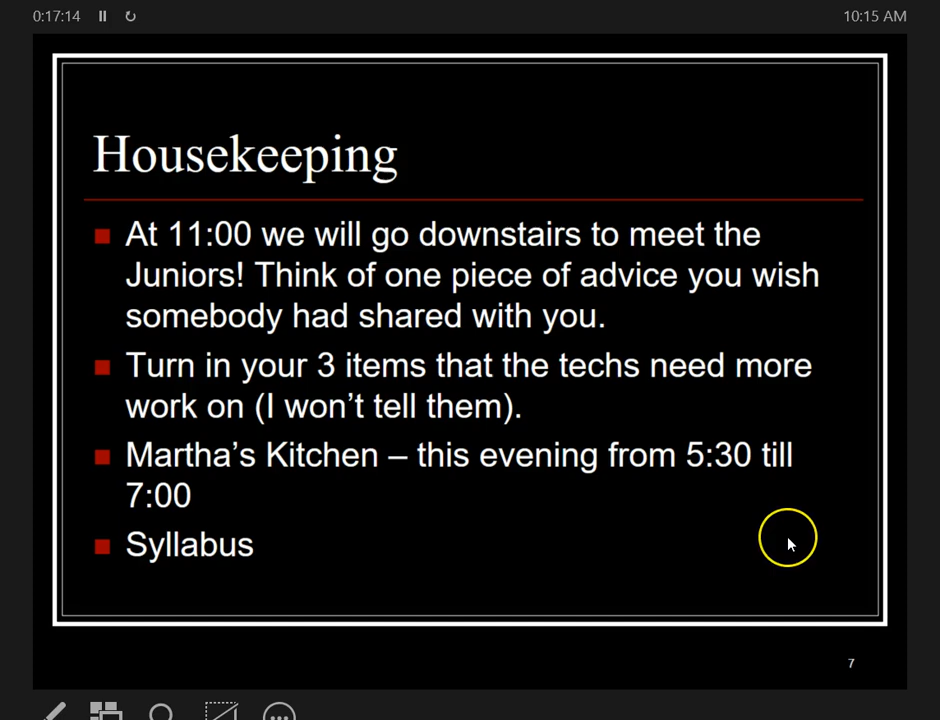 0:17:14
10:15 AM
Housekeeping
At 11:00 we will go downstairs to meet the
Juniors! Think of one piece of advice you wish
somebody had shared with you.
Turn in your 3 items that the techs need more
work on (I won’t tell them).
Martha’s Kitchen – this evening from 5:30 till
7:00
Syllabus
7